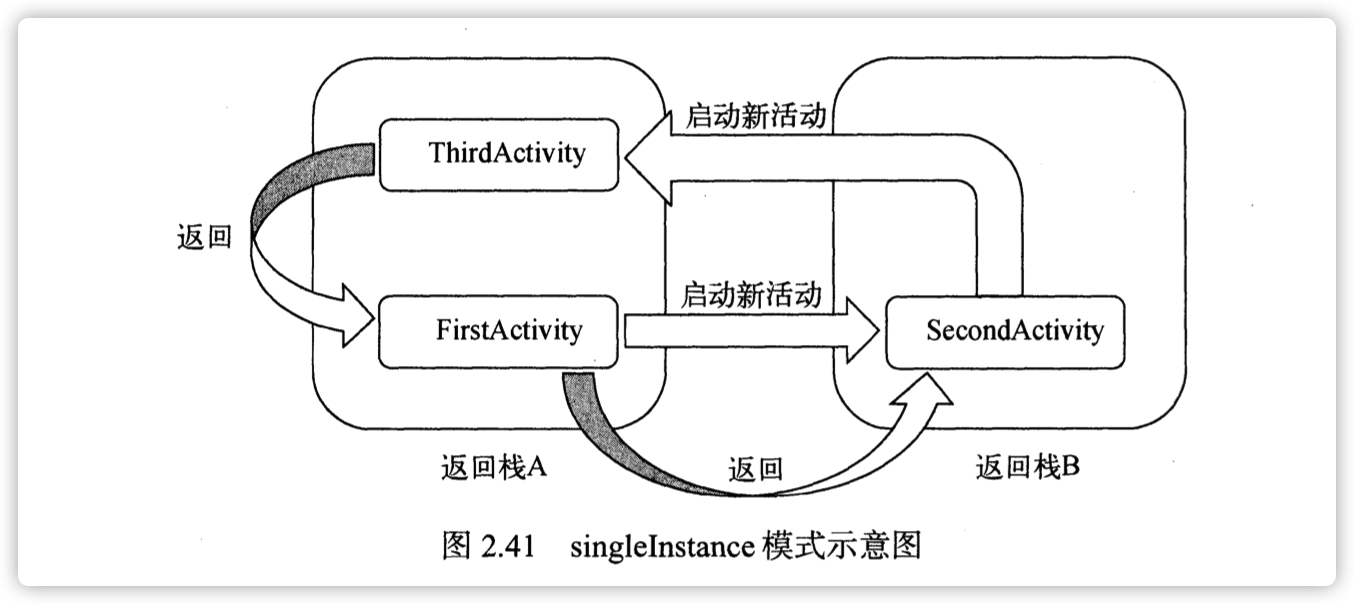 启动新活动
ThirdActivity
返回
启动新活动
FirstActivity
SecondActivity
返回栈A
返回
返回栈B
图 2.41 singleInstance 模式示意图